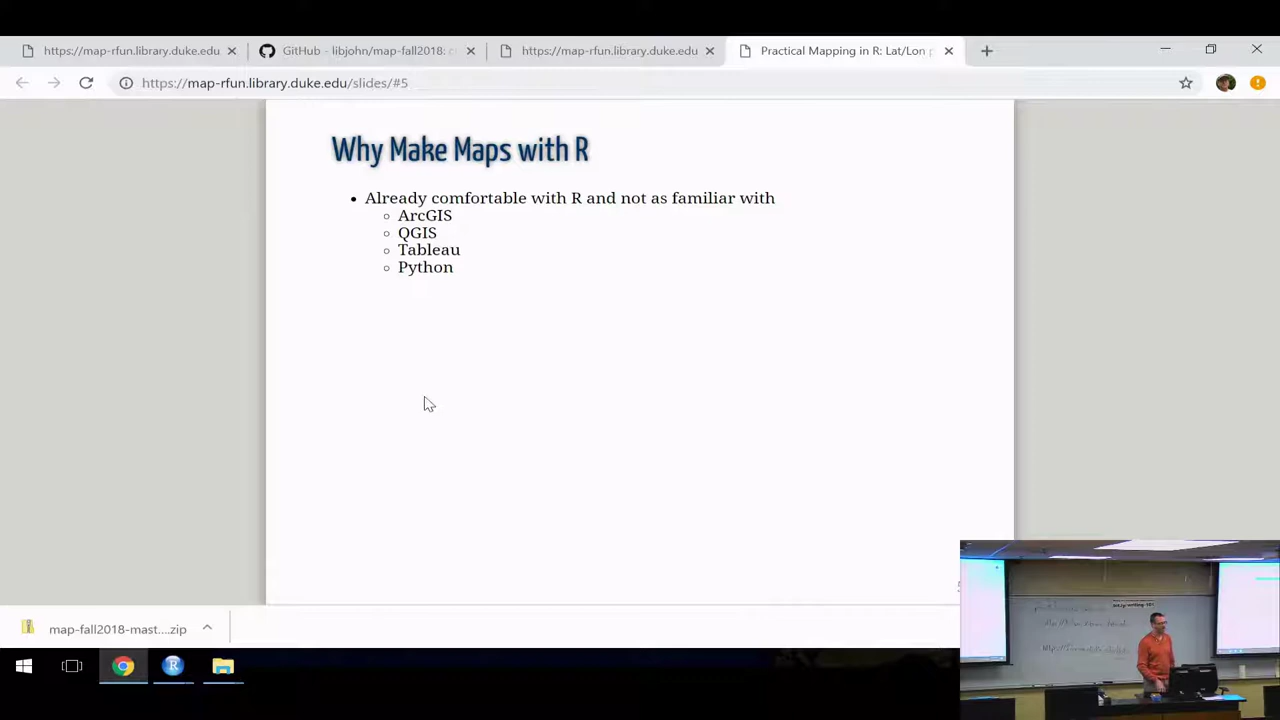 https://map-rfun.library.duke.edu
GitHub - libjohn/map-fall2018:
https://map-rfun.library.duke.edu
Practical Mapping in R: Lat/Lon
https://map-rfun.library.duke.edu/slides/#5
Why Make Maps with R
Already comfortable with R and not as familiar with
ArcGIS
QGIS
Tableau
Python
map-fall2018-mast....zip